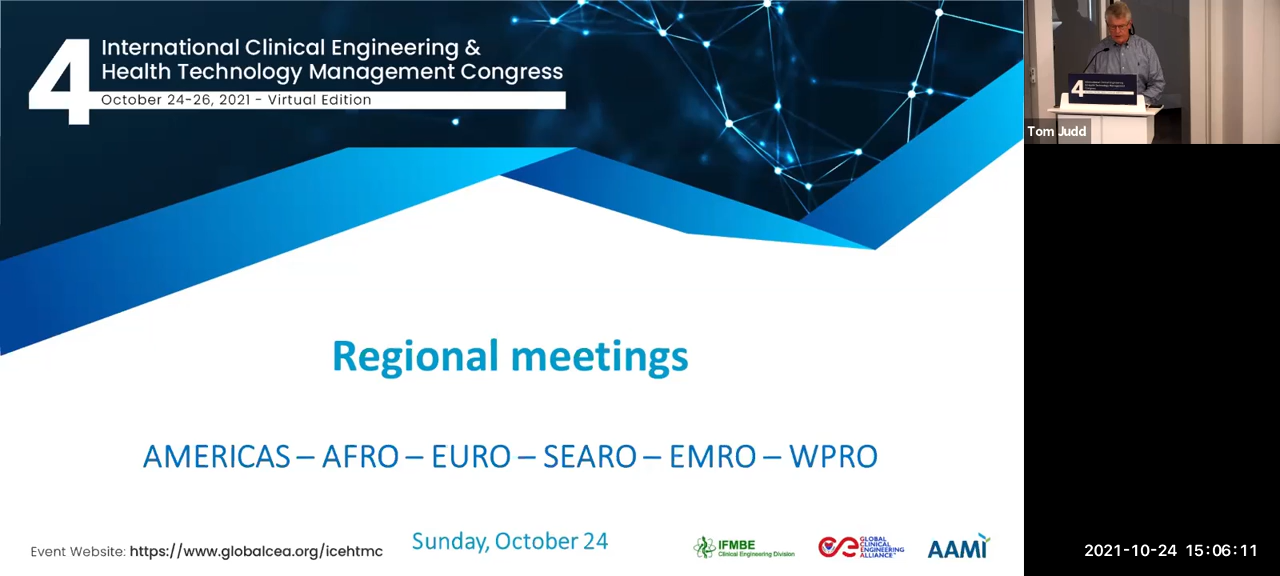 4
International Clinical Engineering &
Health Technology Management Congress
October 24-26, 2021 - Virtual Edition
Tom Judd
Regional meetings
AMERICAS – AFRO – EURO – SEARO – EMRO – WPRO
Sunday, October 24
Event Website: https://www.globalcea.org/icehtmc
IFMBE
Clinical Engineering Division
GLOBAL
CLINICAL
ENGINEERING
ALLIANCE
AAMI
2021-10-24 15:06:11